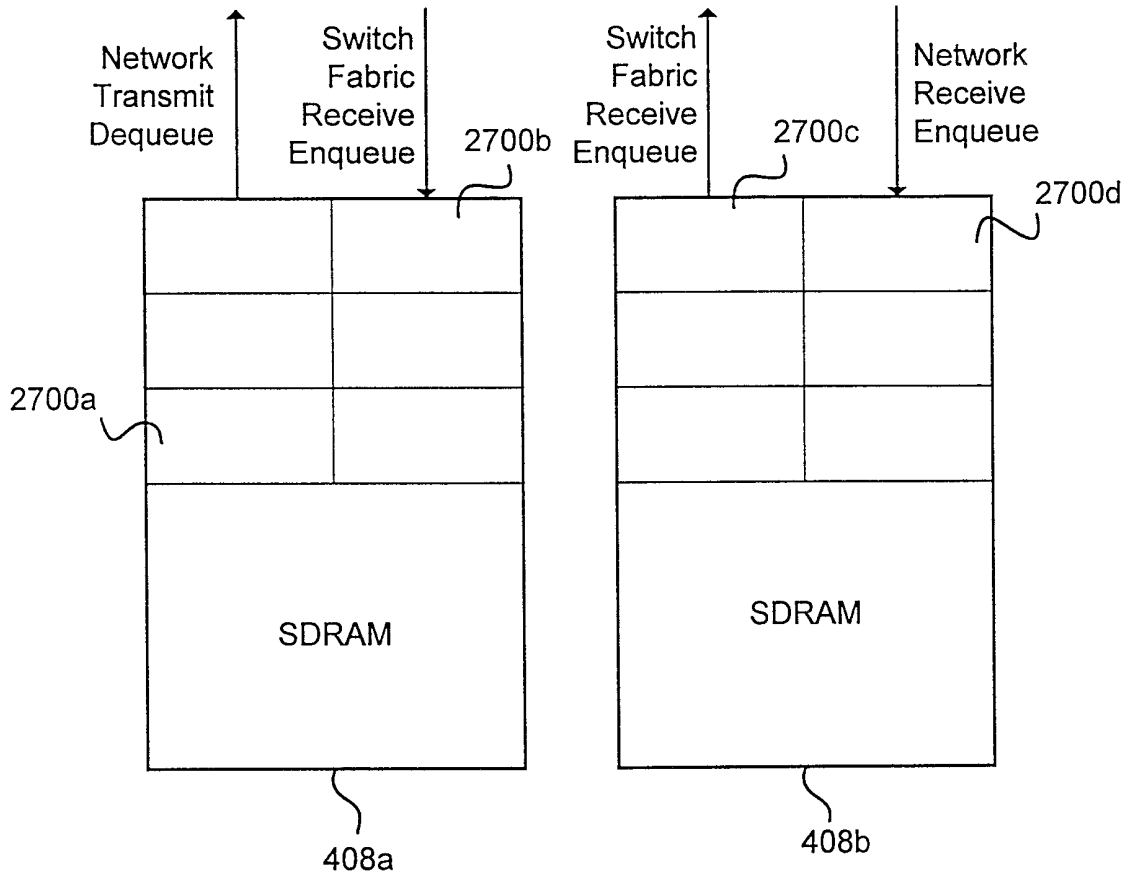 Network
Transmit
Dequeue
Switch
Fabric
Receive
Enqueue
2700b
Switch
Fabric
Receive
Enqueue
2700c
Network
Receive
Enqueue
2700d
2700a
SDRAM
SDRAM
408a
408b